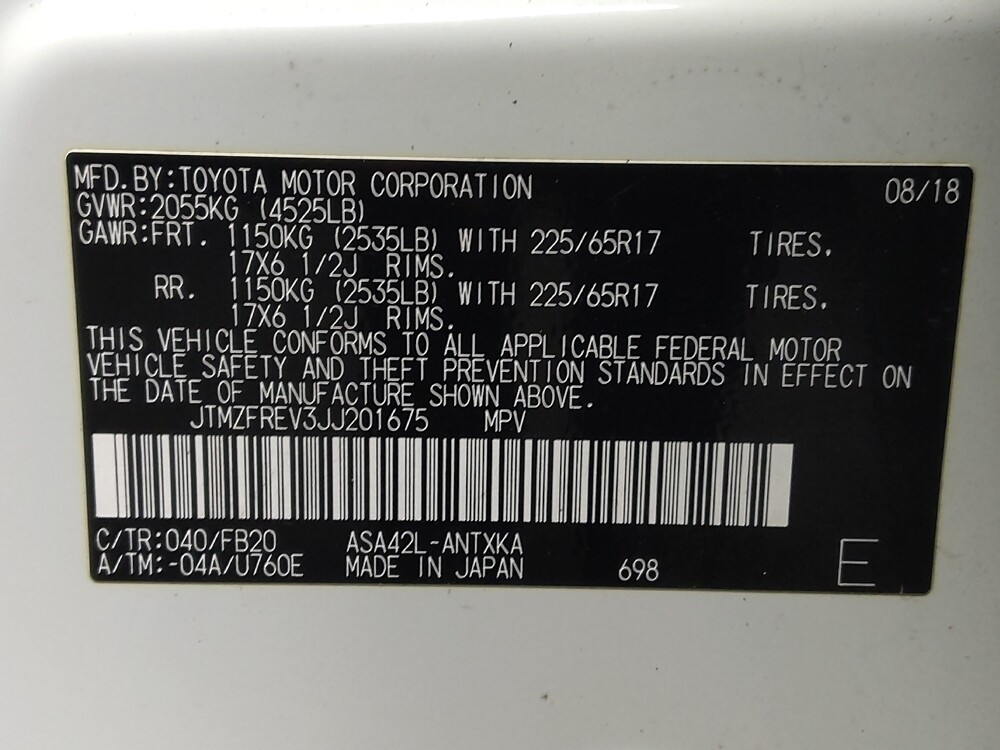 MFD.BY:TOYOTA MOTOR CORPORATION 08/18
GVWR:2055KG (4525LB)
GAWR:FRT. 1150KG (2535LB) WITH 225/65R17 TIRES.
17X6 1/2J RIMS.
RR. 1150KG (2535LB) WITH 225/65R17 TIRES.
17X6 1/2J RIMS.
THIS VEHICLE CONFORMS TO ALL APPLICABLE FEDERAL MOTOR
VEHICLE SAFETY AND THEFT PREVENTION STANDARDS IN EFFECT ON
THE DATE OF MANUFACTURE SHOWN ABOVE.
JTMZFREV3JJ201675 MPV
C/TR:040/FB20 ASA42L-ANTXKA
A/TM:-04A/U760E MADE IN JAPAN 698 E